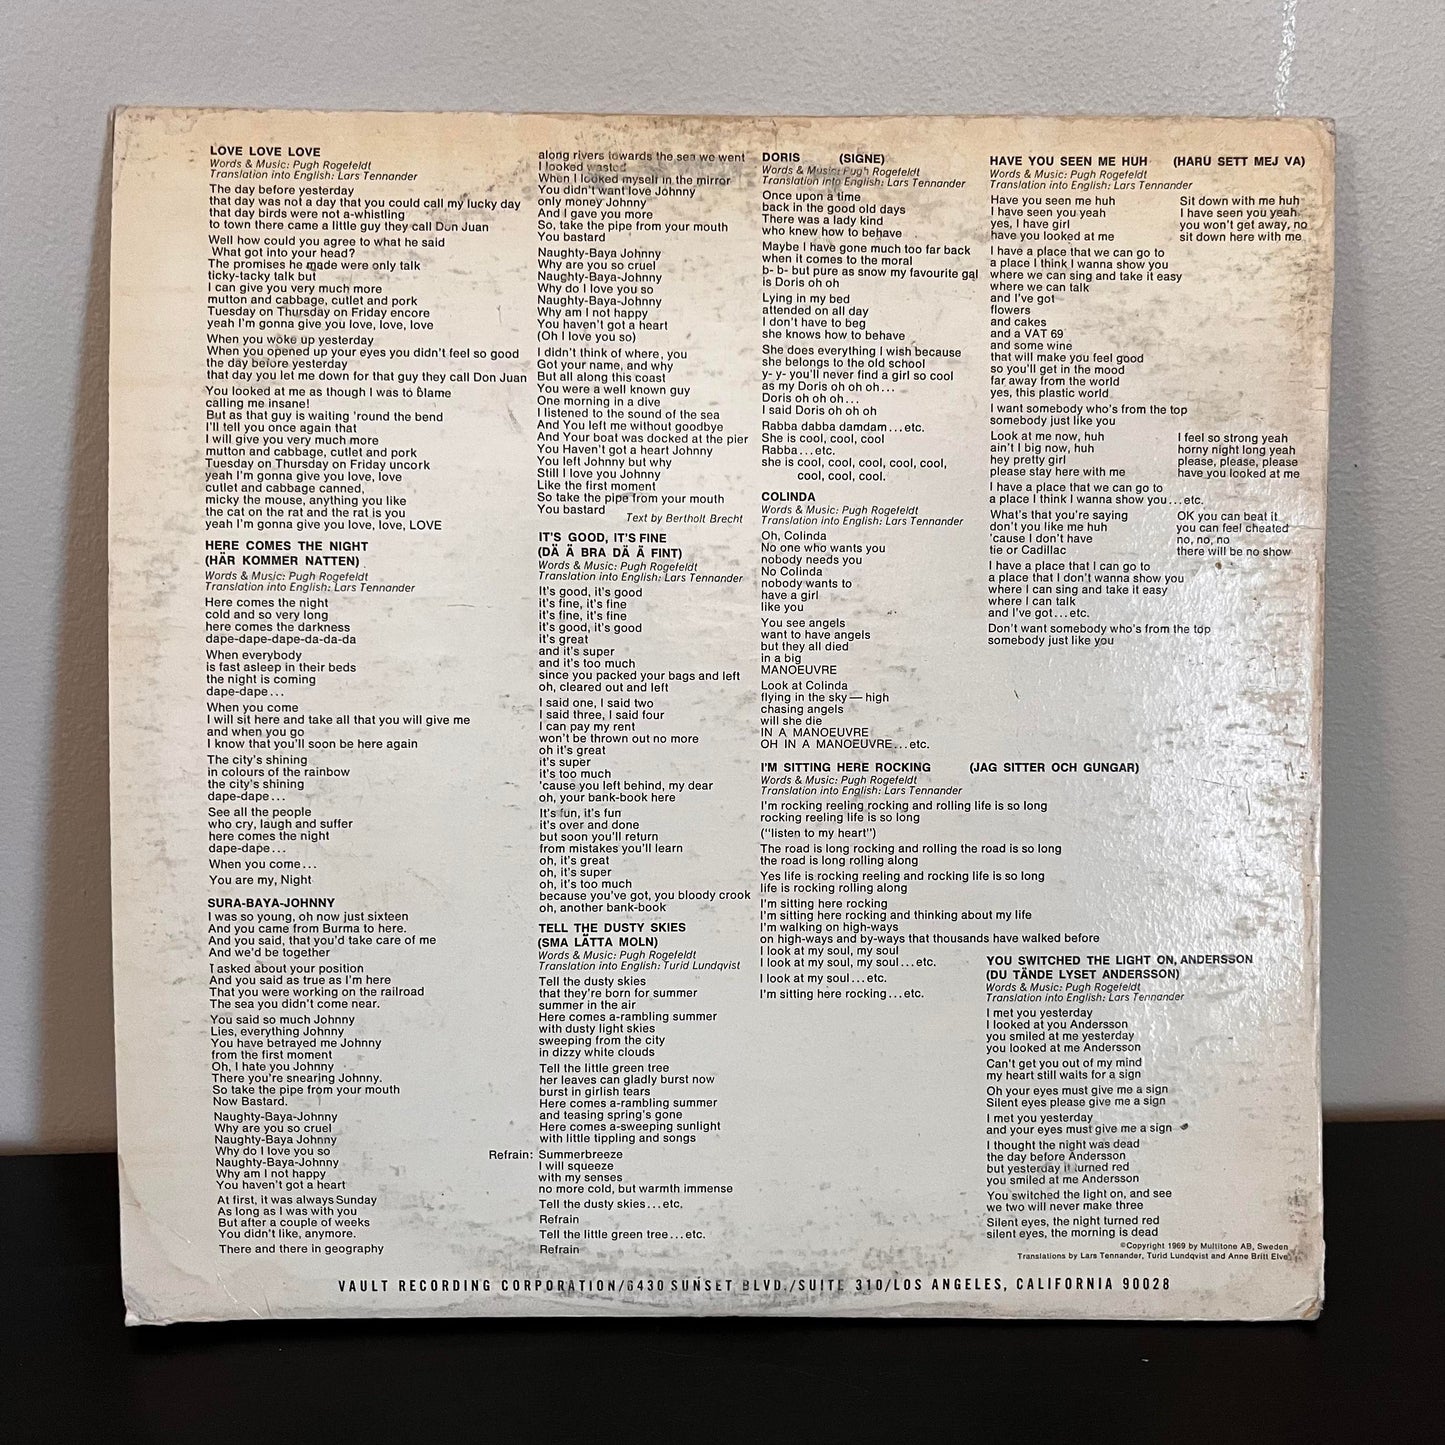 LOVE LOVE LOVE
Words & Music: Pugh Rogefeldt
Translation into English: Lars Tennander
The day before yesterday
that day was not a day that you could call my lucky day
that day birds were not a-whistling
to town there came a little guy they call Don Juan
Well how could you agree to what he said
What got into your head?
The promises he made were only talk
ticky-tacky talk but
I can give you very much more
mutton and cabbage, cutlet and pork
Tuesday on Thursday on Friday encore
yeah I'm gonna give you love, love, love
When you woke up yesterday
When you opened up your eyes you didn't feel so good
the day before yesterday
that day you let me down for that guy they call Don Juan
You looked at me as though I was to blame
calling me insane!
But as that guy is waiting 'round the bend
I'll tell you once again that
I will give you very much more
mutton and cabbage, cutlet and pork
Tuesday on Thursday on Friday uncork
yeah I'm gonna give you love, love
cutlet and cabbage canned,
micky the mouse, anything you like
the cat on the rat and the rat is you
yeah I'm gonna give you love, love, LOVE
HERE COMES THE NIGHT
(HÄR KOMMER NATTEN)
Words & Music: Pugh Rogefeldt
Translation into English: Lars Tennander
Here comes the night
cold and so very long
here comes the darkness
dape-dape-dape-da-da-da
When everybody
is fast asleep in their beds
the night is coming
dape-dape...
When you come
I will sit here and take all that you will give me
and when you go
I know that you'll soon be here again
The city's shining
in colours of the rainbow
the city's shining
dape-dape...
See all the people
who cry, laugh and suffer
here comes the night
dape-dape...
When you come...
You are my, Night
SURA-BAYA-JOHNNY
I was so young, oh now just sixteen
And you came from Burma to here.
And you said, that you'd take care of me
And we'd be together
I asked about your position
And you said as true as I'm here
That you were working on the railroad
The sea you didn't come near.
You said so much Johnny
Lies, everything Johnny
You have betrayed me Johnny
from the first moment
Oh, I hate you Johnny
There you're snearing Johnny.
So take the pipe from your mouth
Now Bastard.
Naughty-Baya-Johnny
Why are you so cruel
Naughty-Baya Johnny
Why do I love you so
Naughty-Baya-Johnny
Why am I not happy
You haven't got a heart
At first, it was always Sunday
As long as I was with you
But after a couple of weeks
You didn't like, anymore.
There and there in geography
along rivers towards the sea we went
I looked wasted
When I looked myself in the mirror
You didn't want love Johnny
only money Johnny
And I gave you more
So, take the pipe from your mouth
You bastard
Naughty-Baya Johnny
Why are you so cruel
Naughty-Baya-Johnny
Why do I love you so
Naughty-Baya-Johnny
Why am I not happy
You haven't got a heart
(Oh I love you so)
I didn't think of where, you
Got your name, and why
But all along this coast
You were a well known guy
One morning in a dive
I listened to the sound of the sea
And You left me without goodbye
And Your boat was docked at the pier
You Haven't got a heart Johnny
You left Johnny but why
Still I love you Johnny
Like the first moment
So take the pipe from your mouth
You bastard
Text by Bertholt Brecht
IT'S GOOD, IT'S FINE
(DÄ Ä BRA DÄ Ä FINT)
Words & Music: Pugh Rogefeldt
Translation into English: Lars Tennander
It's good, it's good
it's fine, it's fine
it's fine, it's fine
it's good, it's good
it's great
and it's super
and it's too much
since you packed your bags and left
oh, cleared out and left
I said one, I said two
I said three, I said four
I can pay my rent
won't be thrown out no more
oh it's great
it's super
it's too much
'cause you left behind, my dear
oh, your bank-book here
It's fun, it's fun
it's over and done
but soon you'll return
from mistakes you'll learn
oh, it's great
oh, it's super
oh, it's too much
because you've got, you bloody crook
oh, another bank-book
TELL THE DUSTY SKIES
(SMA LÄTTA MOLN)
Words & Music: Pugh Rogefeldt
Translation into English: Turid Lundqvist
Tell the dusty skies
that they're born for summer
summer in the air
Here comes a-rambling summer
with dusty light skies
sweeping from the city
in dizzy white clouds
Tell the little green tree
her leaves can gladly burst now
burst in girlish tears
Here comes a-rambling summer
and teasing spring's gone
Here comes a-sweeping sunlight
with little tippling and songs
Refrain: Summerbreeze
I will squeeze
with my senses
no more cold, but warmth immense
Tell the dusty skies...etc.
Refrain
Tell the little green tree...etc.
Refrain
DORIS (SIGNE)
Words & Music: Pugh Rogefeldt
Translation into English: Lars Tennander
Once upon a time
back in the good old days
There was a lady kind
who knew how to behave
Maybe I have gone much too far back
when it comes to the moral
b- b- but pure as snow my favourite gal
is Doris oh oh
Lying in my bed
attended on all day
I don't have to beg
she knows how to behave
She does everything I wish because
she belongs to the old school
y- y- you'll never find a girl so cool
as my Doris oh oh oh...
Doris oh oh oh...
I said Doris oh oh oh
Rabba dabba damdam...etc.
She is cool, cool, cool
Rabba...etc.
she is cool, cool, cool, cool, cool,
cool, cool, cool.
COLINDA
Words & Music: Pugh Rogefeldt
Translation into English: Lars Tennander
Oh, Colinda
No one who wants you
nobody needs you
No Colinda
nobody wants to
have a girl
like you
You see angels
want to have angels
but they all died
in a big
MANOEUVRE
Look at Colinda
flying in the sky — high
chasing angels
will she die
IN A MANOEUVRE
OH IN A MANOEUVRE...etc.
I'M SITTING HERE ROCKING (JAG SITTER OCH GUNGAR)
Words & Music: Pugh Rogefeldt
Translation into English: Lars Tennander
I'm rocking reeling rocking and rolling life is so long
rocking reeling life is so long
("listen to my heart")
The road is long rocking and rolling the road is so long
the road is long rolling along
Yes life is rocking reeling and rocking life is so long
life is rocking rolling along
I'm sitting here rocking
I'm sitting here rocking and thinking about my life
I'm walking on high-ways
on high-ways and by-ways that thousands have walked before
I look at my soul, my soul
I look at my soul, my soul...etc.
I look at my soul...etc.
I'm sitting here rocking...etc.
HAVE YOU SEEN ME HUH (HARU SETT MEJ VA)
Words & Music: Pugh Rogefeldt
Translation into English: Lars Tennander
Have you seen me huh
I have seen you yeah
yes, I have girl
have you looked at me
Sit down with me huh
I have seen you yeah
you won't get away, no
sit down here with me
I have a place that we can go to
a place I think I wanna show you
where we can sing and take it easy
where we can talk
and I've got
flowers
and cakes
and a VAT 69
and some wine
that will make you feel good
so you'll get in the mood
far away from the world
yes, this plastic world
I want somebody who's from the top
somebody just like you
Look at me now, huh
ain't I big now, huh
hey pretty girl
please stay here with me
I feel so strong yeah
horny night long yeah
please, please, please
have you looked at me
I have a place that we can go to
a place I think I wanna show you...etc.
What's that you're saying
don't you like me huh
'cause I don't have
tie or Cadillac
OK you can beat it
you can feel cheated
no, no, no
there will be no show
I have a place that I can go to
a place that I don't wanna show you
where I can sing and take it easy
where I can talk
and I've got...etc.
Don't want somebody who's from the top
somebody just like you
YOU SWITCHED THE LIGHT ON, ANDERSSON
(DU TÄNDE LYSET ANDERSSON)
Words & Music: Pugh Rogefeldt
Translation into English: Lars Tennander
I met you yesterday
I looked at you Andersson
you smiled at me yesterday
you looked at me Andersson
Can't get you out of my mind
my heart still waits for a sign
Oh your eyes must give me a sign
Silent eyes please give me a sign
I met you yesterday
and your eyes must give me a sign
I thought the night was dead
the day before Andersson
but yesterday it turned red
you smiled at me Andersson
You switched the light on, and see
we two will never make three
Silent eyes, the night turned red
silent eyes, the morning is dead
©Copyright 1969 by Multitone AB, Sweden
Translations by Lars Tennander, Turid Lundqvist and Anne Britt Elve
VAULT RECORDING CORPORATION/6430 SUNSET BLVD./SUITE 310/LOS ANGELES, CALIFORNIA 90028